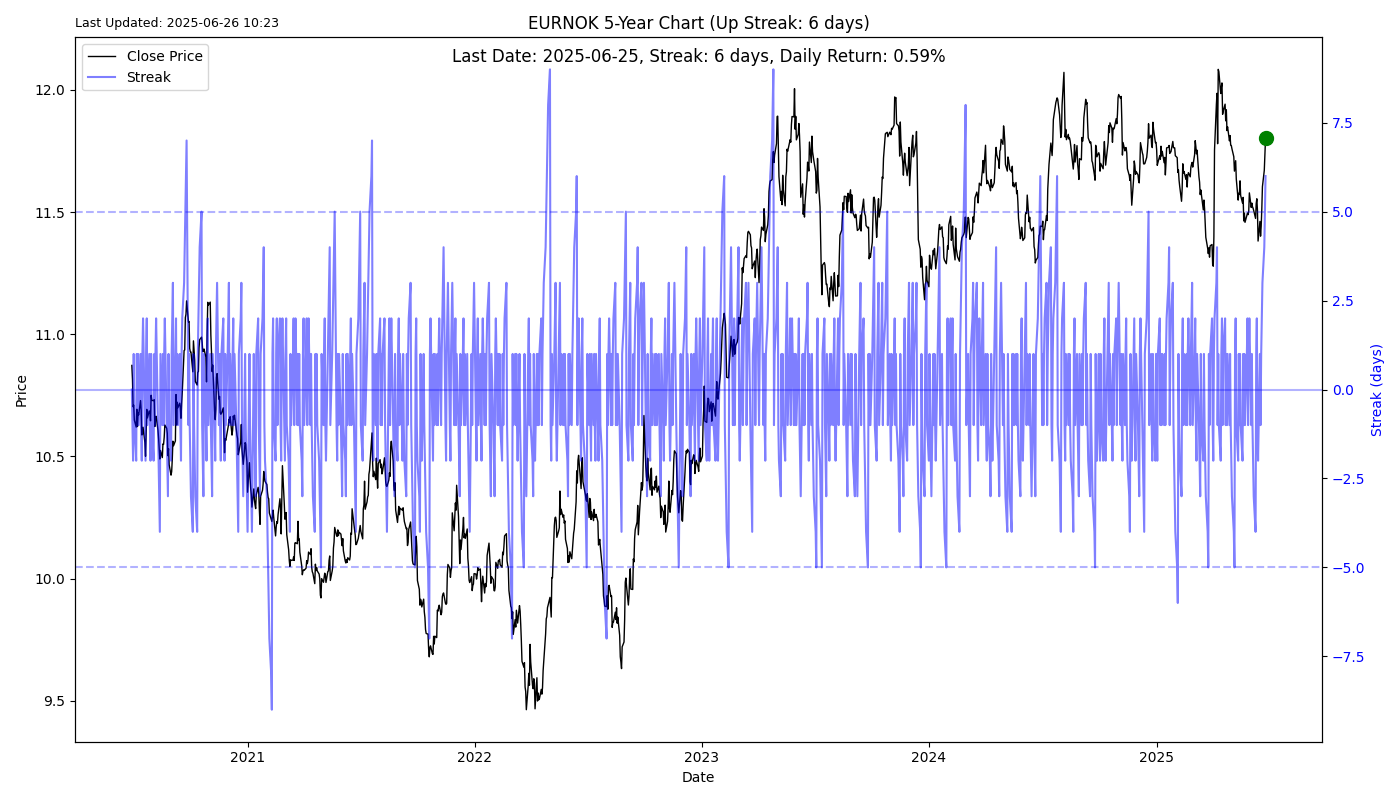 Last Updated: 2025-06-26 10:23
EURNOK 5-Year Chart (Up Streak: 6 days)
Last Date: 2025-06-25, Streak: 6 days, Daily Return: 0.59%
Close Price
Streak
12.0
11.5
11.0
10.5
10.0
9.5
Price
7.5
5.0
2.5
0.0
−2.5
−5.0
−7.5
Streak (days)
2021
2022
2023
2024
2025
Date